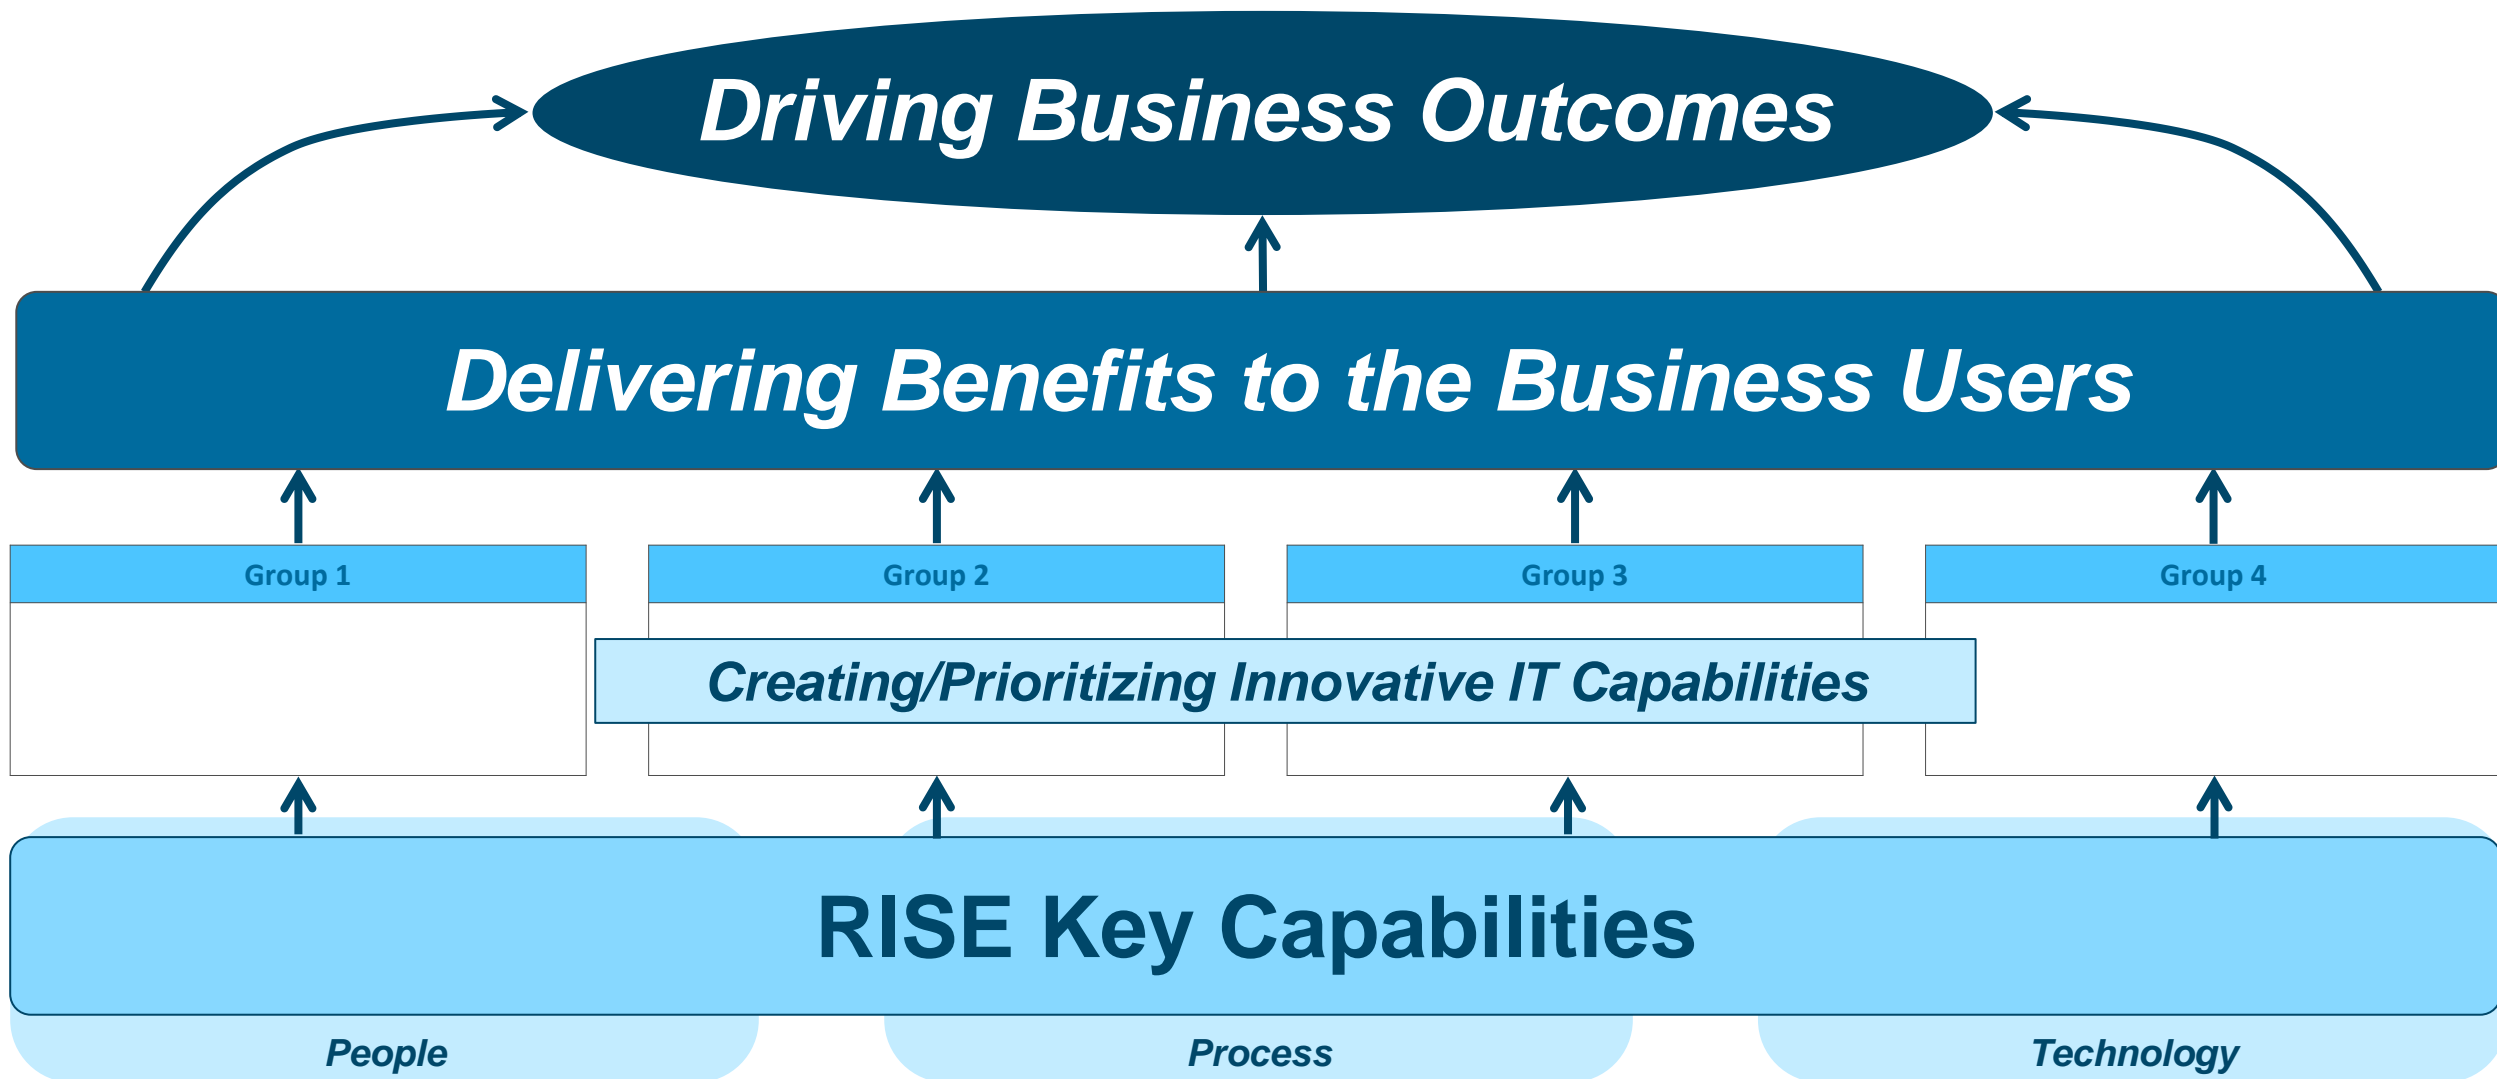 Driving Business Outcomes
Delivering Benefits to the Business Users
Group 1
Group 2
Group 3
Group 4
Creating/Prioritizing Innovative IT Capabilities
RISE Key Capabilities
People
Process
Technology